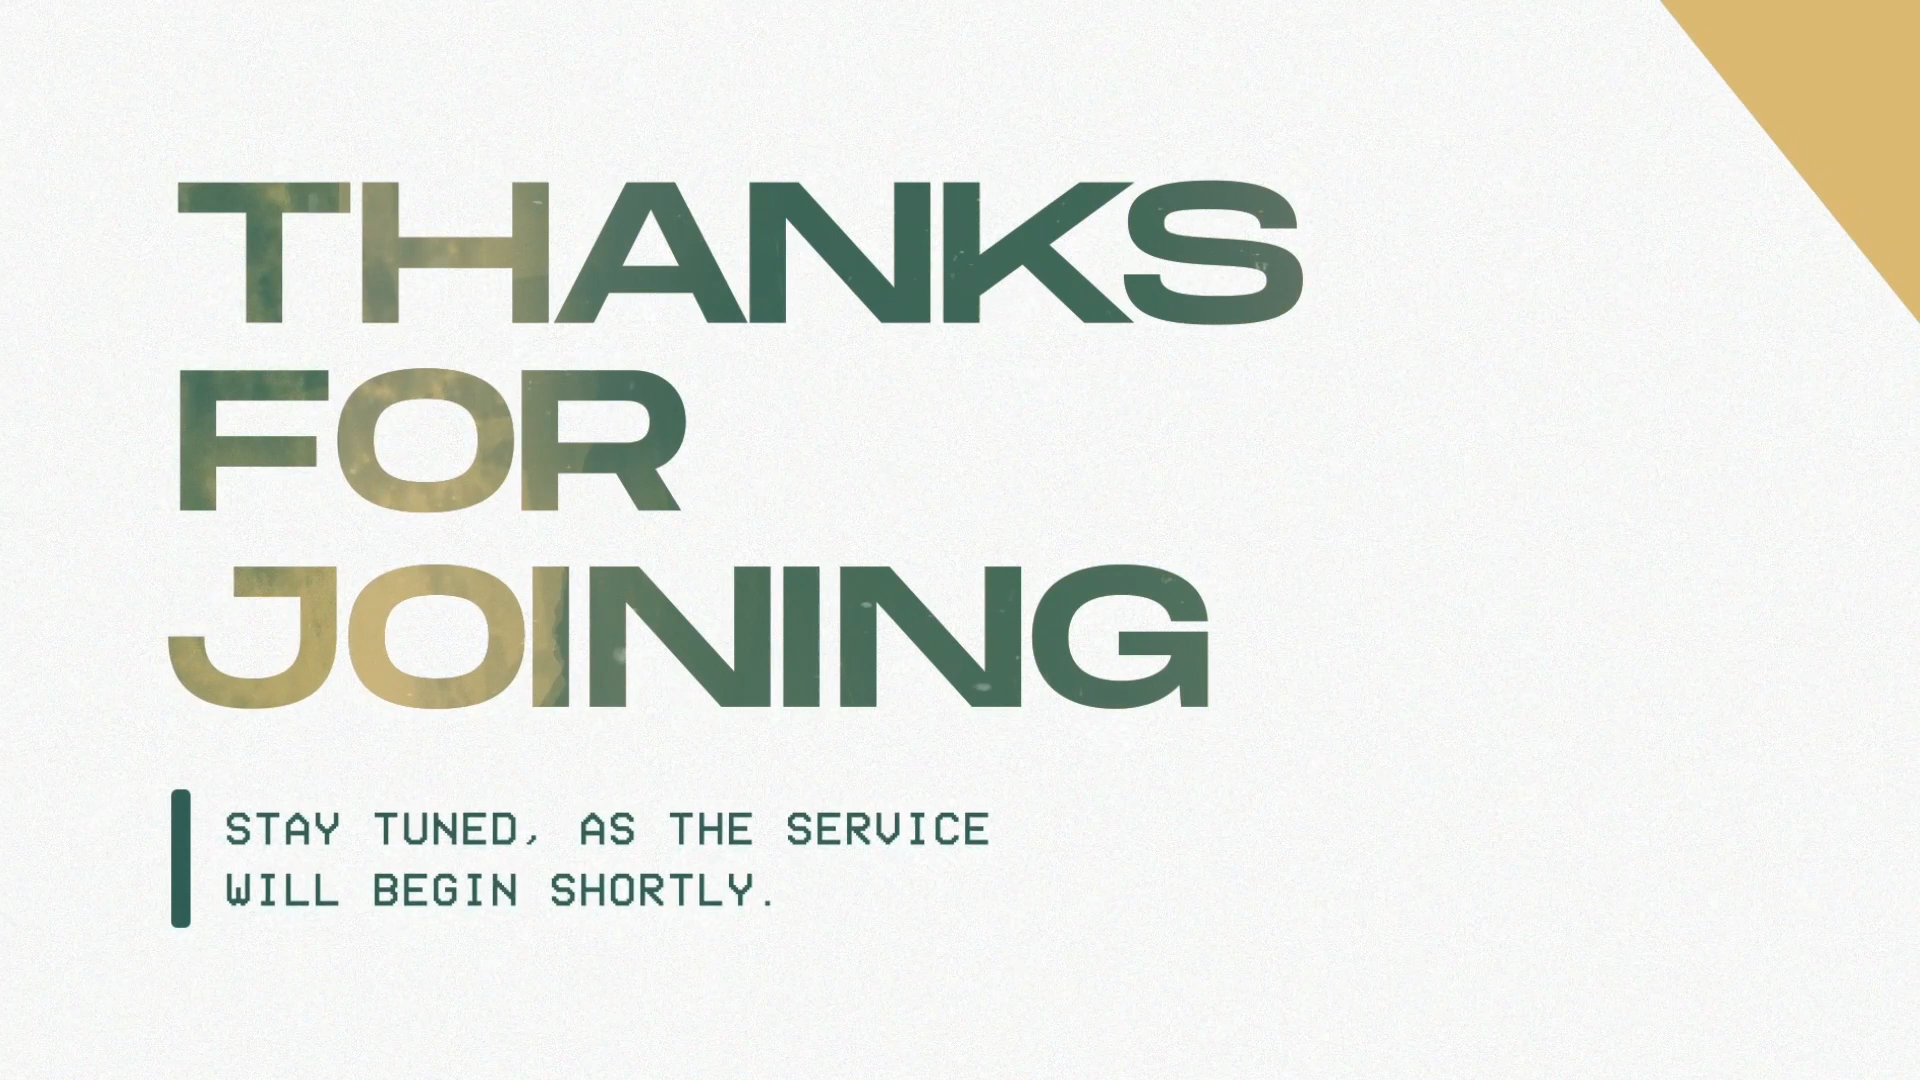 THANKS
FOR
JOINING
STAY TUNED, AS THE SERVICE
WILL BEGIN SHORTLY.